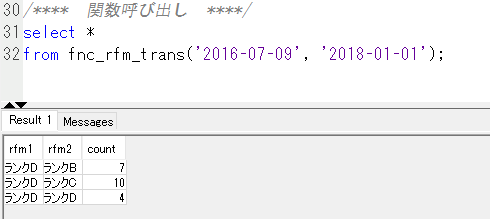 30 /****　関数呼び出し　****/
31 select *
32 from fnc_rfm_trans('2016-07-09', '2018-01-01');
Result 1 Messages
rfm1 rfm2 count
ランクD ランクB 7
ランクD ランクC 10
ランクD ランクD 4